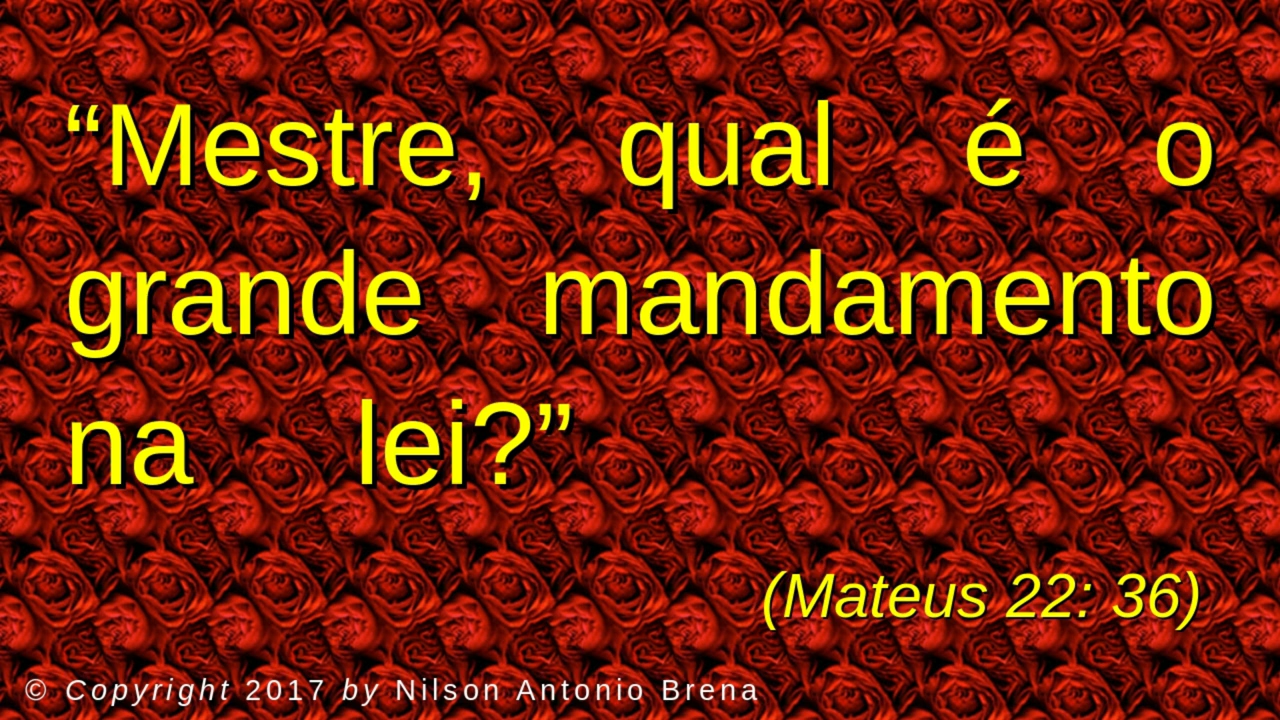 “Mestre, qual é o
grande mandamento
na lei?”
(Mateus 22: 36)
© Copyright 2017 by Nilson Antonio Brena